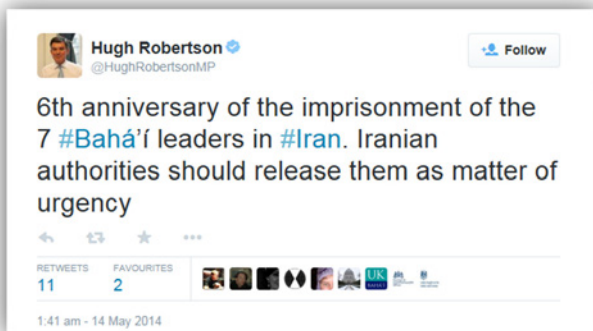 Hugh Robertson
@HughRobertsonMP
Follow
6th anniversary of the imprisonment of the
7 #Bahá'í leaders in #Iran. Iranian
authorities should release them as matter of
urgency
RETWEETS
FAVOURITES
11
2
UK
1:41 am - 14 May 2014